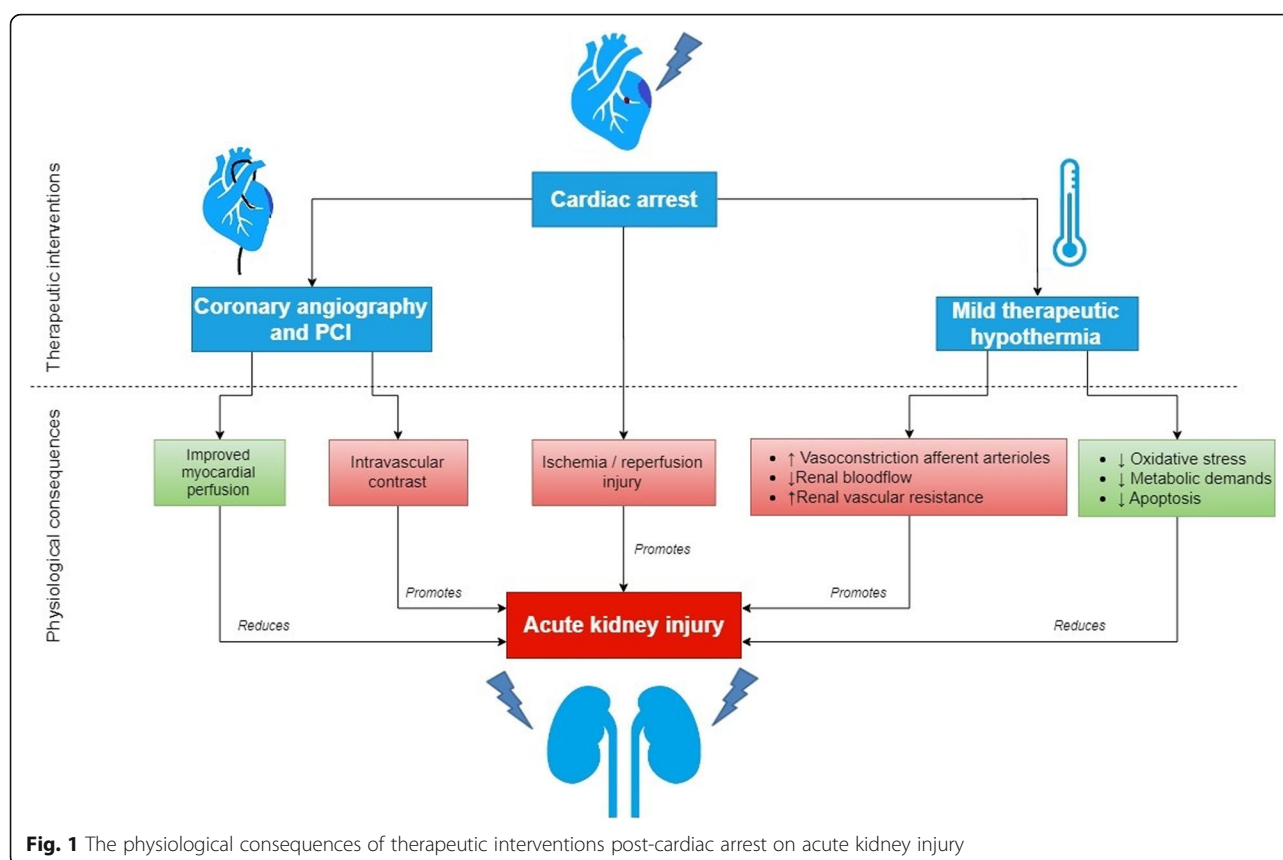 Therapeutic interventions
Cardiac arrest
Coronary angiography
and PCI
Mild therapeutic
hypothermia
Physiological consequences
Improved
myocardial
perfusion
Intravascular
contrast
Ischemia / reperfusion
injury
• ↑ Vasoconstriction afferent arterioles
• ↓Renal bloodflow
• ↑Renal vascular resistance
• ↓ Oxidative stress
• ↓ Metabolic demands
• ↓ Apoptosis
Reduces
Promotes
Promotes
Promotes
Reduces
Acute kidney injury
Fig. 1 The physiological consequences of therapeutic interventions post-cardiac arrest on acute kidney injury